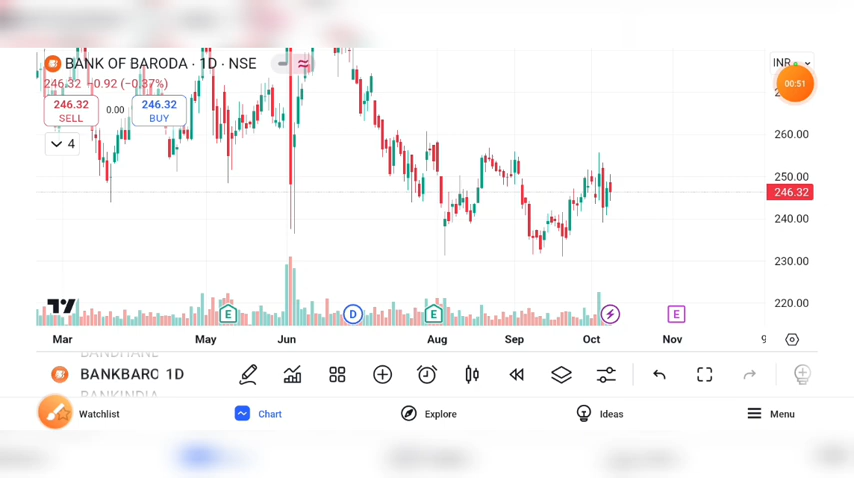 BANK OF BARODA · 1D · NSE
INR
00:51
246.32 −0.92 (−0.37%)
246.32
SELL
0.00
246.32
BUY
4
260.00
250.00
246.32
240.00
230.00
220.00
E
D
E
E
Mar
May
Jun
Aug
Sep
Oct
Nov
BANKBARO 1D
BANKINDIA
Watchlist
Chart
Explore
Ideas
Menu